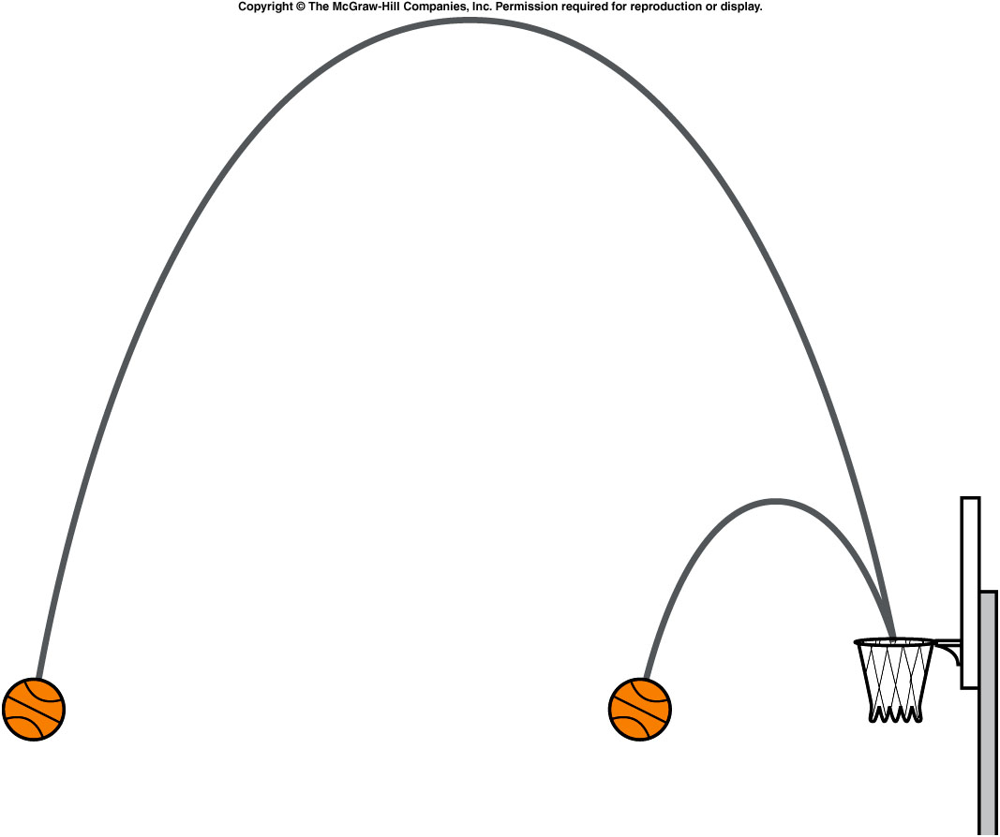 Copyright © The McGraw-Hill Companies, Inc. Permission required for reproduction or display.